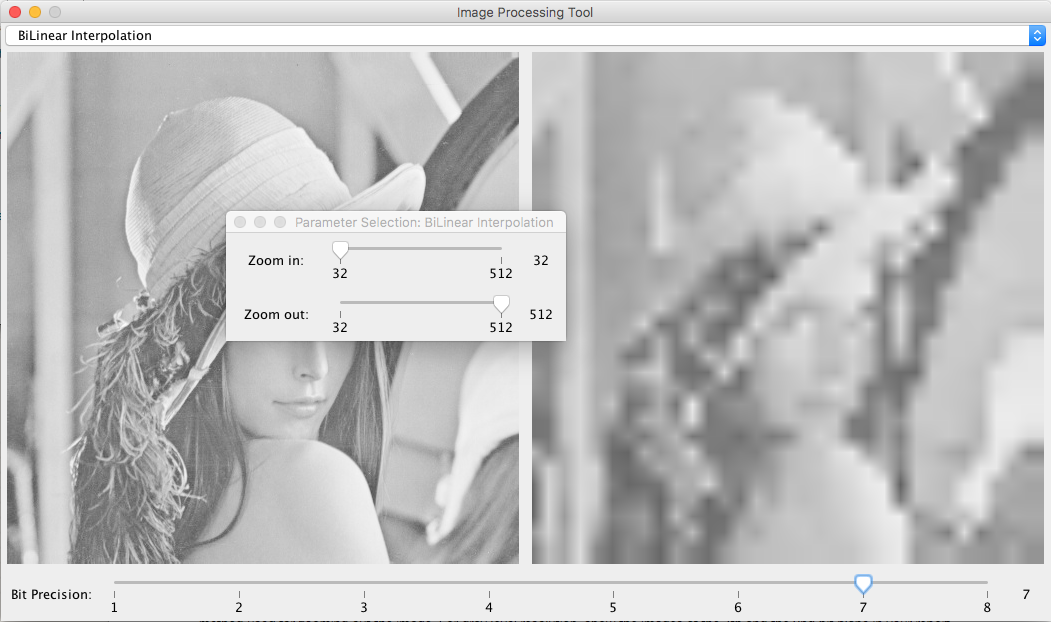 Image Processing Tool
BiLinear Interpolation
Parameter Selection: BiLinear Interpolation
Zoom in:
32
32 512
Zoom out:
512
32 512
Bit Precision:
7
1 2 3 4 5 6 7 8